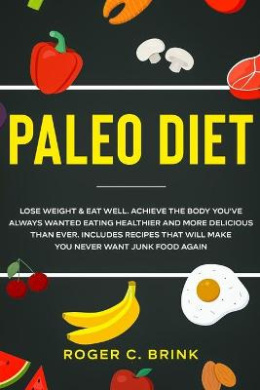 PALEO DIET
LOSE WEIGHT & EAT WELL. ACHIEVE THE BODY YOU'VE
ALWAYS WANTED EATING HEALTHIER AND MORE DELICIOUS
THAN EVER. INCLUDES RECIPES THAT WILL MAKE
YOU NEVER WANT JUNK FOOD AGAIN
ROGER C. BRINK